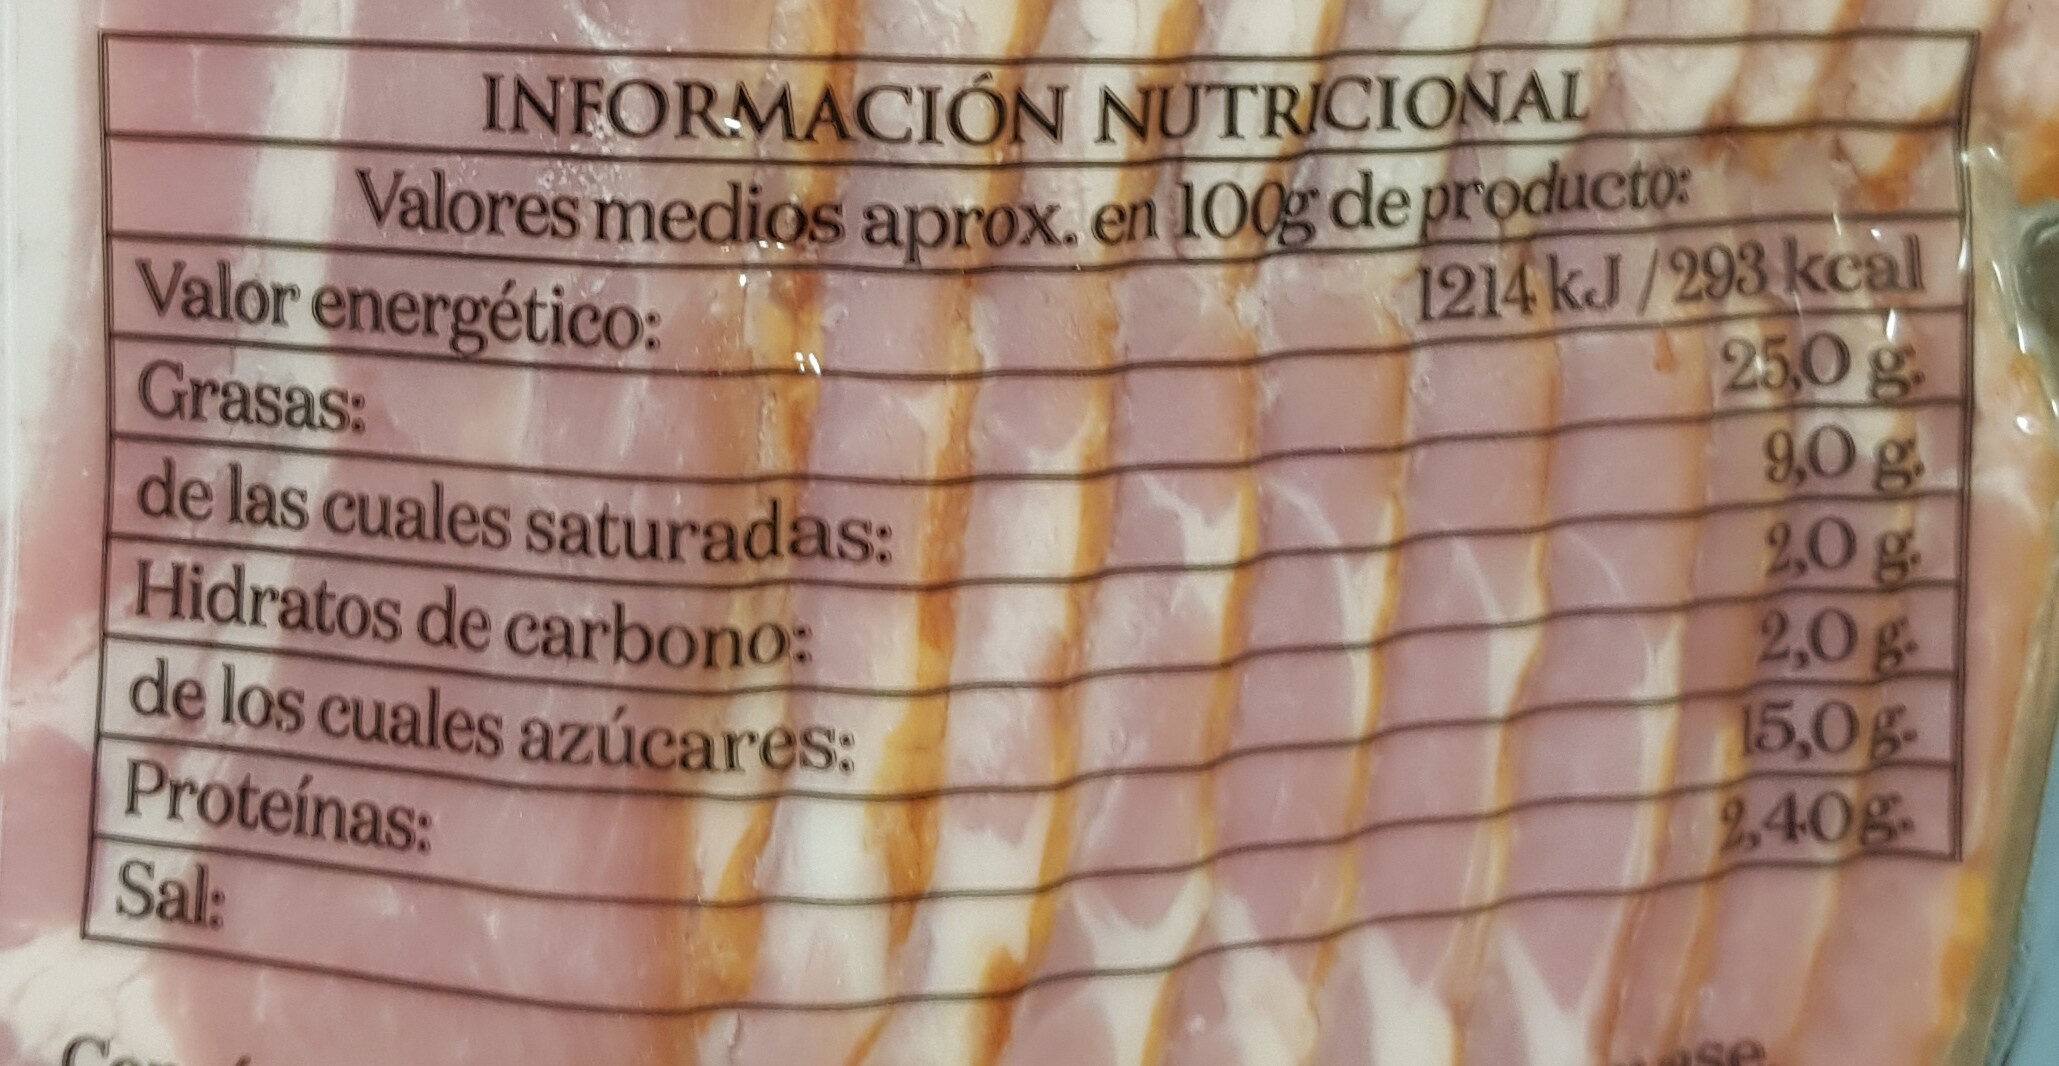 INFORMACIÓN NUTRICIONAL
Valores medios aprox. en 100g de producto:
Valor energético: 1214 kJ / 293 kcal
Grasas: 25,0 g.
de las cuales saturadas: 9,0 g.
Hidratos de carbono: 2,0 g.
de los cuales azúcares: 2,0 g.
Proteínas: 15,0 g.
Sal: 2,40 g.